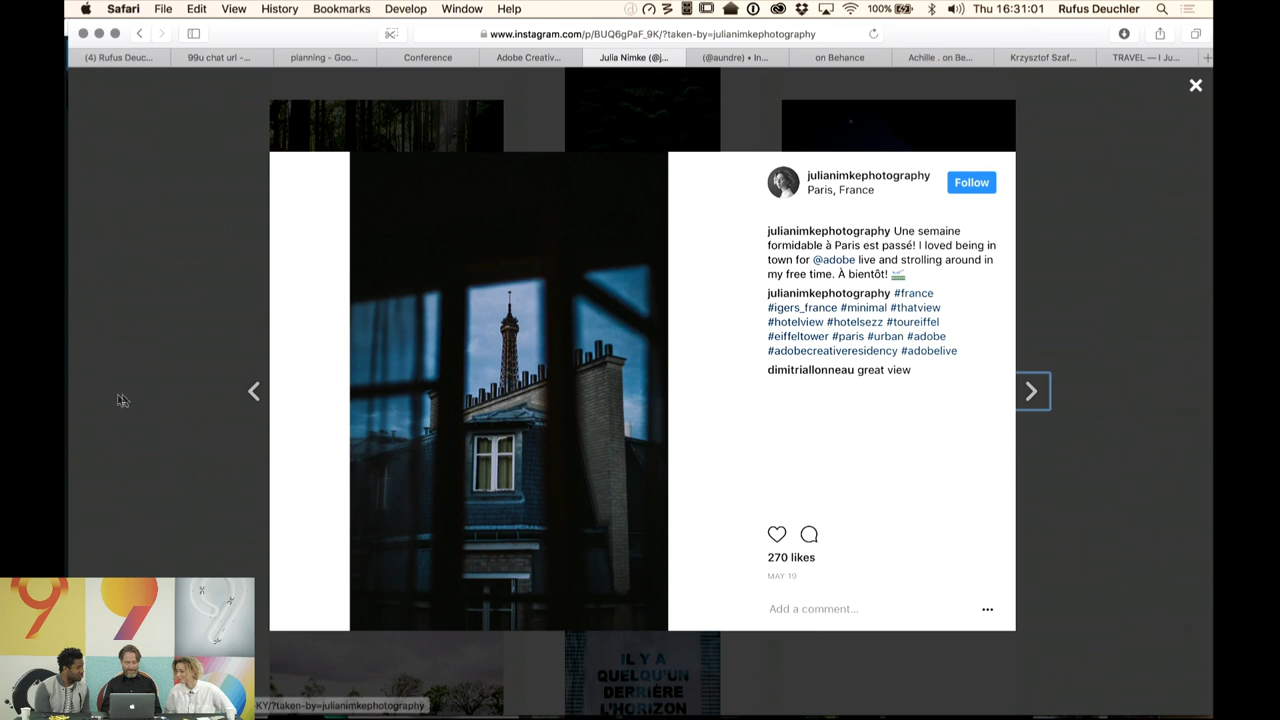 Safari File Edit View History Bookmarks Develop Window Help 100% Thu 16:31:01 Rufus Deuchler
www.instagram.com/p/BUQ6gPaF_9K/?taken-by=julianimkephotography
(4) Rufus Deuc... 99u chat url -... planning - Goo... Conference Adobe Creativ... Julia Nimke (@j... (@aundre) • In... on Behance Achille . on Be... Krzysztof Szaf... TRAVEL — I Ju...
julianimkephotography
Paris, France
Follow
julianimkephotography Une semaine
formidable à Paris est passé! I loved being in
town for @adobe live and strolling around in
my free time. À bientôt!
julianimkephotography #france
#igers_france #minimal #thatview
#hotelview #hotelsezz #toureiffel
#eiffeltower #paris #urban #adobe
#adobecreativeresidency #adobelive
dimitriallonneau great view
270 likes
MAY 19
Add a comment...
IL Y A
QUELQU'UN
DERRIÈRE
L'HORIZON
KY/?taken-by=julianimkephotography
9 9